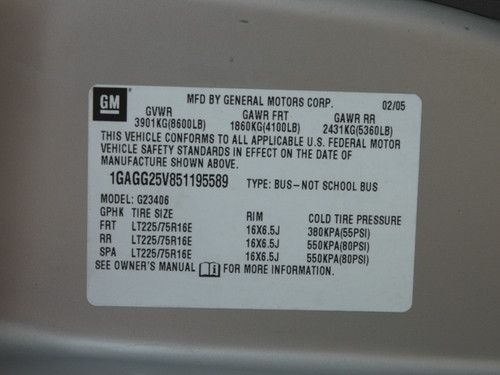 GM
MFD BY GENERAL MOTORS CORP. 02/05
GVWR GAWR FRT GAWR RR
3901KG(8600LB) 1860KG(4100LB) 2431KG(5360LB)
THIS VEHICLE CONFORMS TO ALL APPLICABLE U.S. FEDERAL MOTOR
VEHICLE SAFETY STANDARDS IN EFFECT ON THE DATE OF
MANUFACTURE SHOWN ABOVE.
1GAGG25V851195589 TYPE: BUS-NOT SCHOOL BUS
MODEL: G23406
GPHK TIRE SIZE RIM COLD TIRE PRESSURE
FRT LT225/75R16E 16X6.5J 380KPA(55PSI)
RR LT225/75R16E 16X6.5J 550KPA(80PSI)
SPA LT225/75R16E 16X6.5J 550KPA(80PSI)
SEE OWNER'S MANUAL FOR MORE INFORMATION.